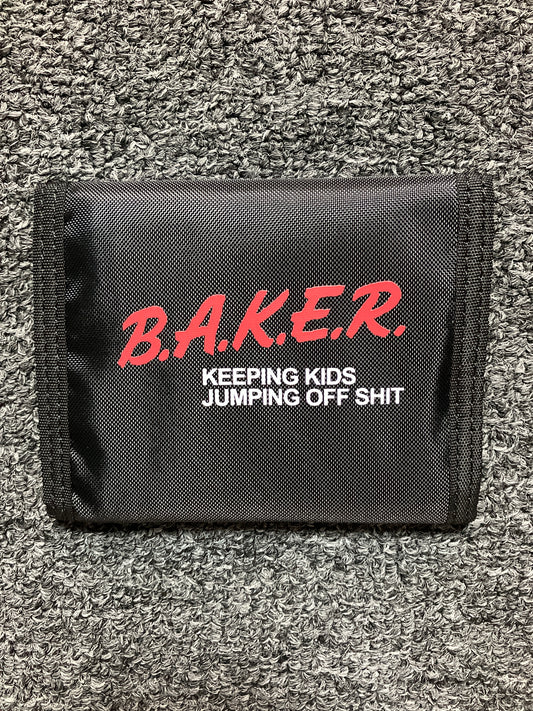 B.A.K.E.R.
KEEPING KIDS
JUMPING OFF SHIT